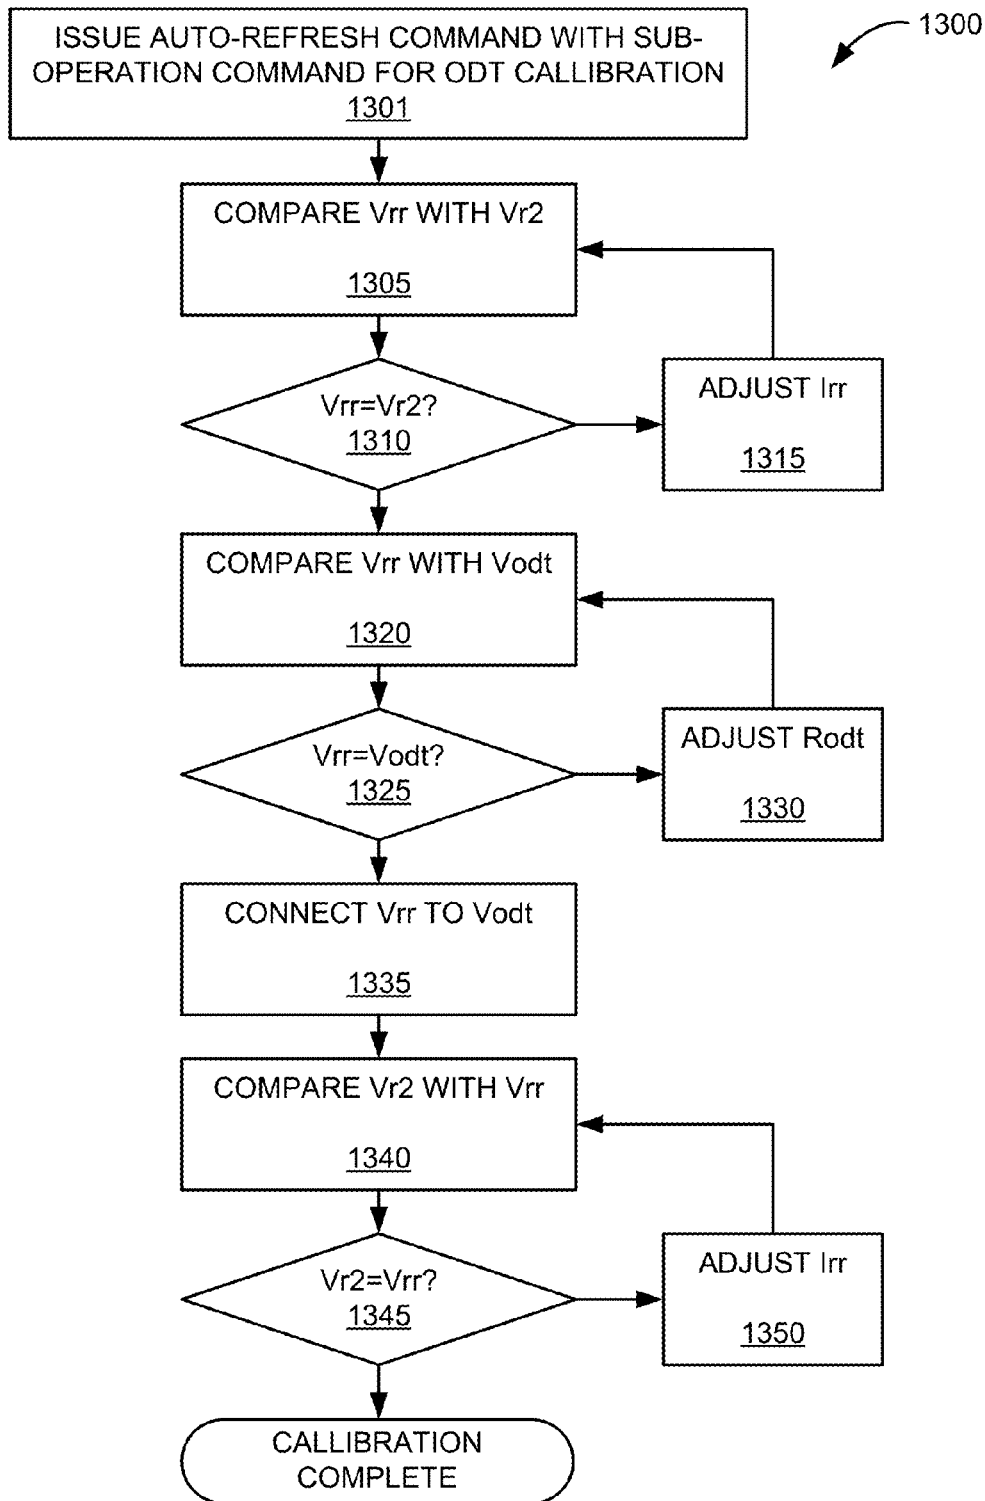 1300
ISSUE AUTO-REFRESH COMMAND WITH SUB-
OPERATION COMMAND FOR ODT CALLIBRATION
1301
COMPARE Vrr WITH Vr2
1305
Vrr=Vr2?
1310
ADJUST Irr
1315
COMPARE Vrr WITH Vodt
1320
Vrr=Vodt?
1325
ADJUST Rodt
1330
CONNECT Vrr TO Vodt
1335
COMPARE Vr2 WITH Vrr
1340
Vr2=Vrr?
1345
ADJUST Irr
1350
CALLIBRATION
COMPLETE